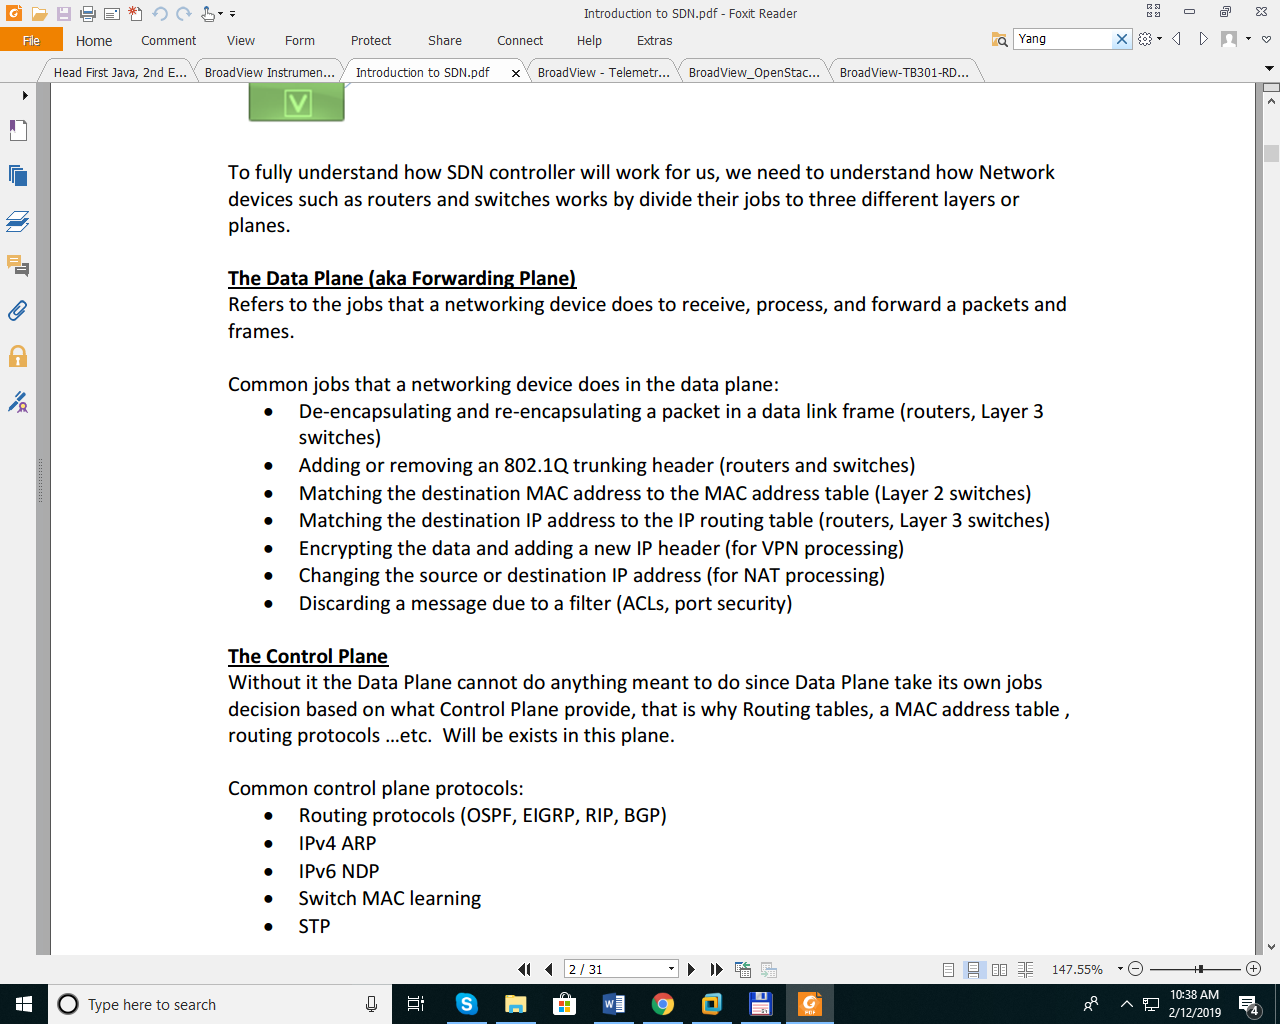 Introduction to SDN.pdf - Foxit Reader
File Home Comment View Form Protect Share Connect Help Extras
Yang
Head First Java, 2nd E... BroadView Instrumen... Introduction to SDN.pdf BroadView - Telemetr... BroadView_OpenStac... BroadView-TB301-RD...
To fully understand how SDN controller will work for us, we need to understand how Network
devices such as routers and switches works by divide their jobs to three different layers or
planes.
The Data Plane (aka Forwarding Plane)
Refers to the jobs that a networking device does to receive, process, and forward a packets and
frames.
Common jobs that a networking device does in the data plane:
• De-encapsulating and re-encapsulating a packet in a data link frame (routers, Layer 3
switches)
• Adding or removing an 802.1Q trunking header (routers and switches)
• Matching the destination MAC address to the MAC address table (Layer 2 switches)
• Matching the destination IP address to the IP routing table (routers, Layer 3 switches)
• Encrypting the data and adding a new IP header (for VPN processing)
• Changing the source or destination IP address (for NAT processing)
• Discarding a message due to a filter (ACLs, port security)
The Control Plane
Without it the Data Plane cannot do anything meant to do since Data Plane take its own jobs
decision based on what Control Plane provide, that is why Routing tables, a MAC address table ,
routing protocols ...etc.  Will be exists in this plane.
Common control plane protocols:
• Routing protocols (OSPF, EIGRP, RIP, BGP)
• IPv4 ARP
• IPv6 NDP
• Switch MAC learning
• STP
2 / 31
147.55%
Type here to search
10:38 AM
2/12/2019
4